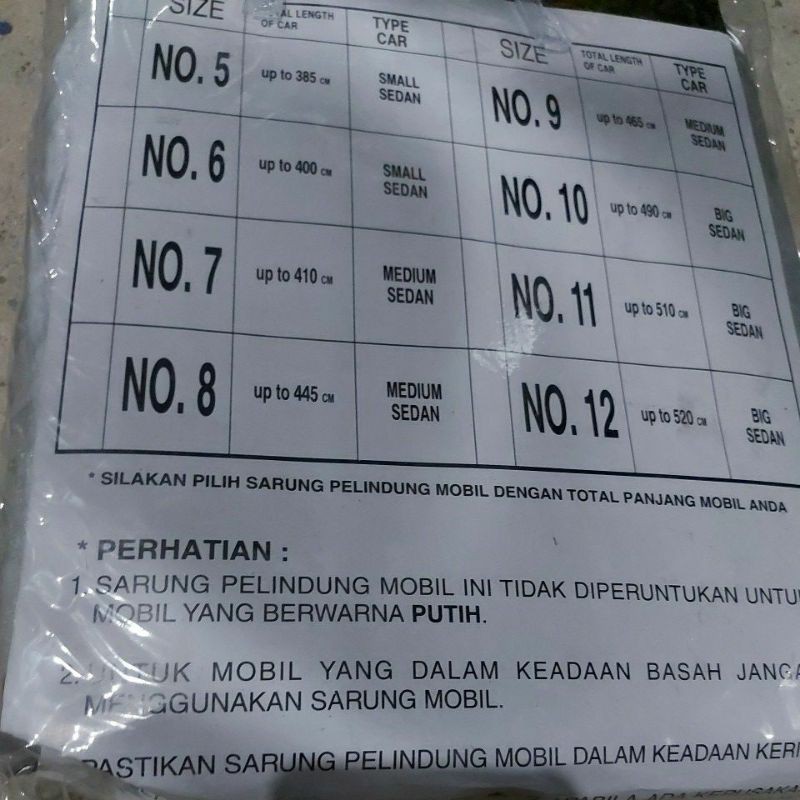 SIZE LENGTH OF CAR TYPE CAR
NO. 5 up to 385 CM SMALL SEDAN
NO. 6 up to 400 CM SMALL SEDAN
NO. 7 up to 410 CM MEDIUM SEDAN
NO. 8 up to 445 CM MEDIUM SEDAN
SIZE TOTAL LENGTH OF CAR TYPE CAR
NO. 9 up to 465 CM MEDIUM SEDAN
NO. 10 up to 490 CM BIG SEDAN
NO. 11 up to 510 CM BIG SEDAN
NO. 12 up to 520 CM BIG SEDAN
* SILAKAN PILIH SARUNG PELINDUNG MOBIL DENGAN TOTAL PANJANG MOBIL ANDA
* PERHATIAN :
1. SARUNG PELINDUNG MOBIL INI TIDAK DIPERUNTUKAN UNTU
MOBIL YANG BERWARNA PUTIH.
2. UNTUK MOBIL YANG DALAM KEADAAN BASAH JANGA
MENGGUNAKAN SARUNG MOBIL.
PASTIKAN SARUNG PELINDUNG MOBIL DALAM KEADAAN KERI